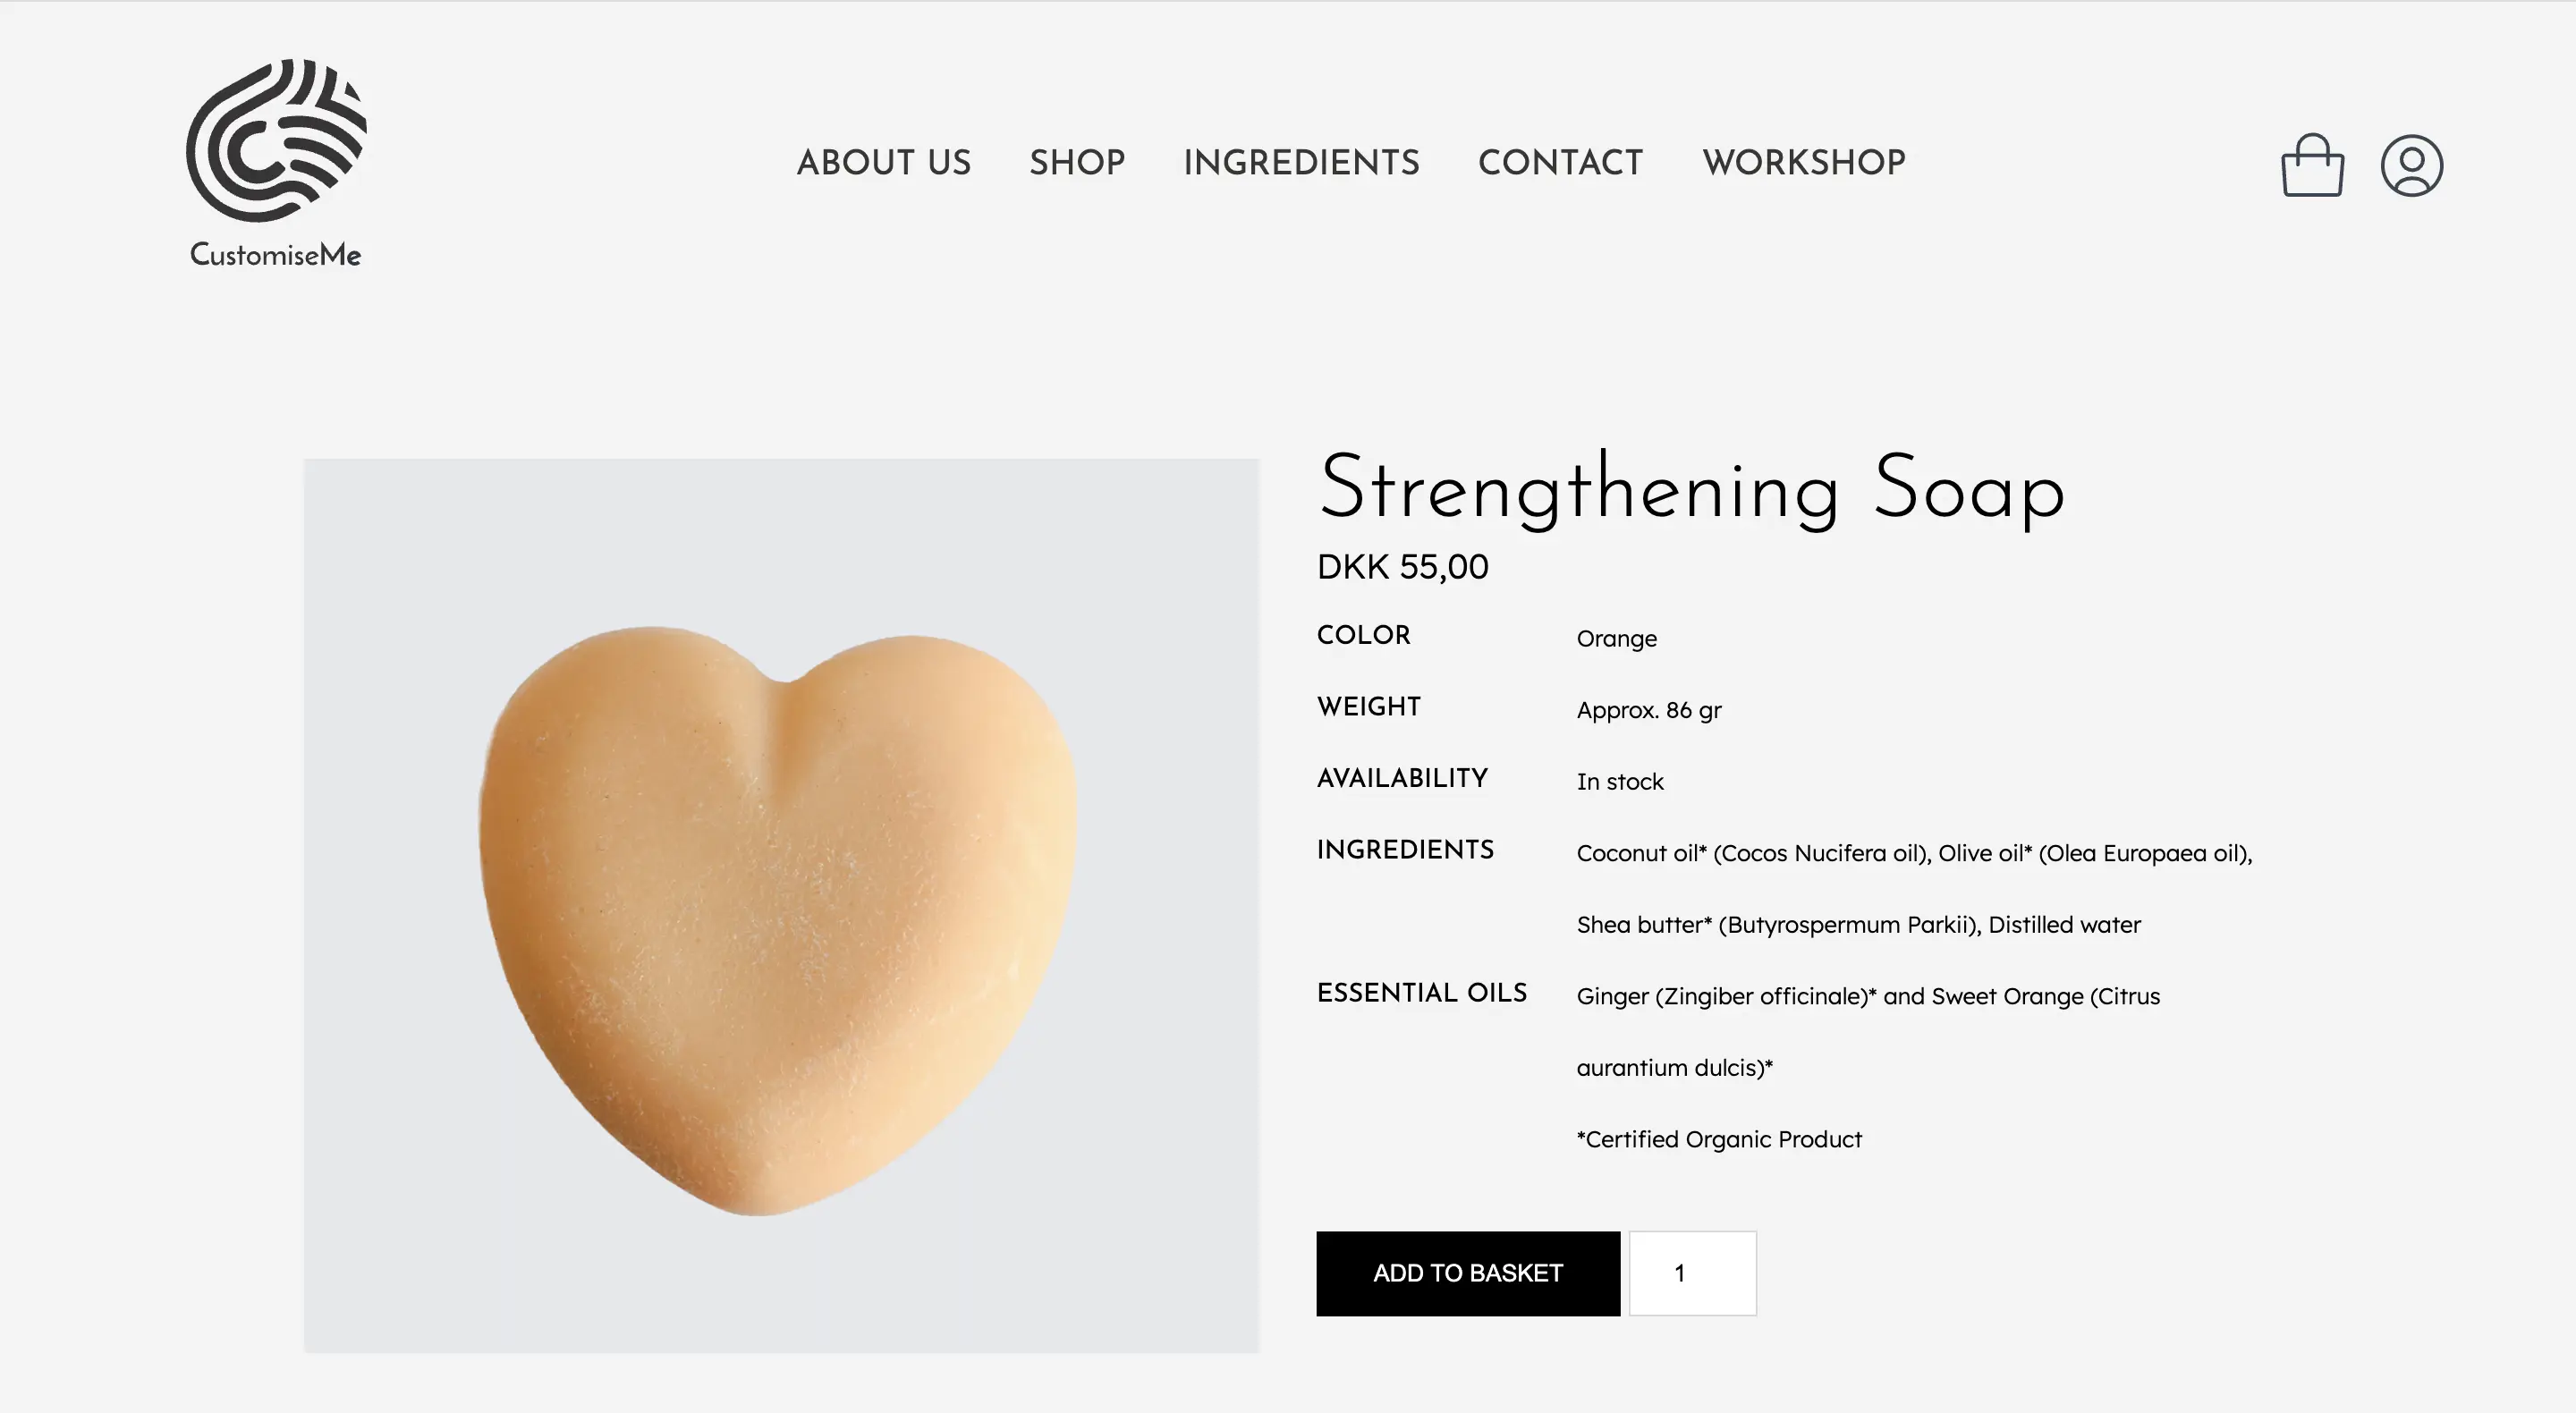 CustomiseMe
ABOUT US SHOP INGREDIENTS CONTACT WORKSHOP
Strengthening Soap
DKK 55,00
COLOR Orange
WEIGHT Approx. 86 gr
AVAILABILITY In stock
INGREDIENTS Coconut oil* (Cocos Nucifera oil), Olive oil* (Olea Europaea oil),
Shea butter* (Butyrospermum Parkii), Distilled water
ESSENTIAL OILS Ginger (Zingiber officinale)* and Sweet Orange (Citrus
aurantium dulcis)*
*Certified Organic Product
ADD TO BASKET 1